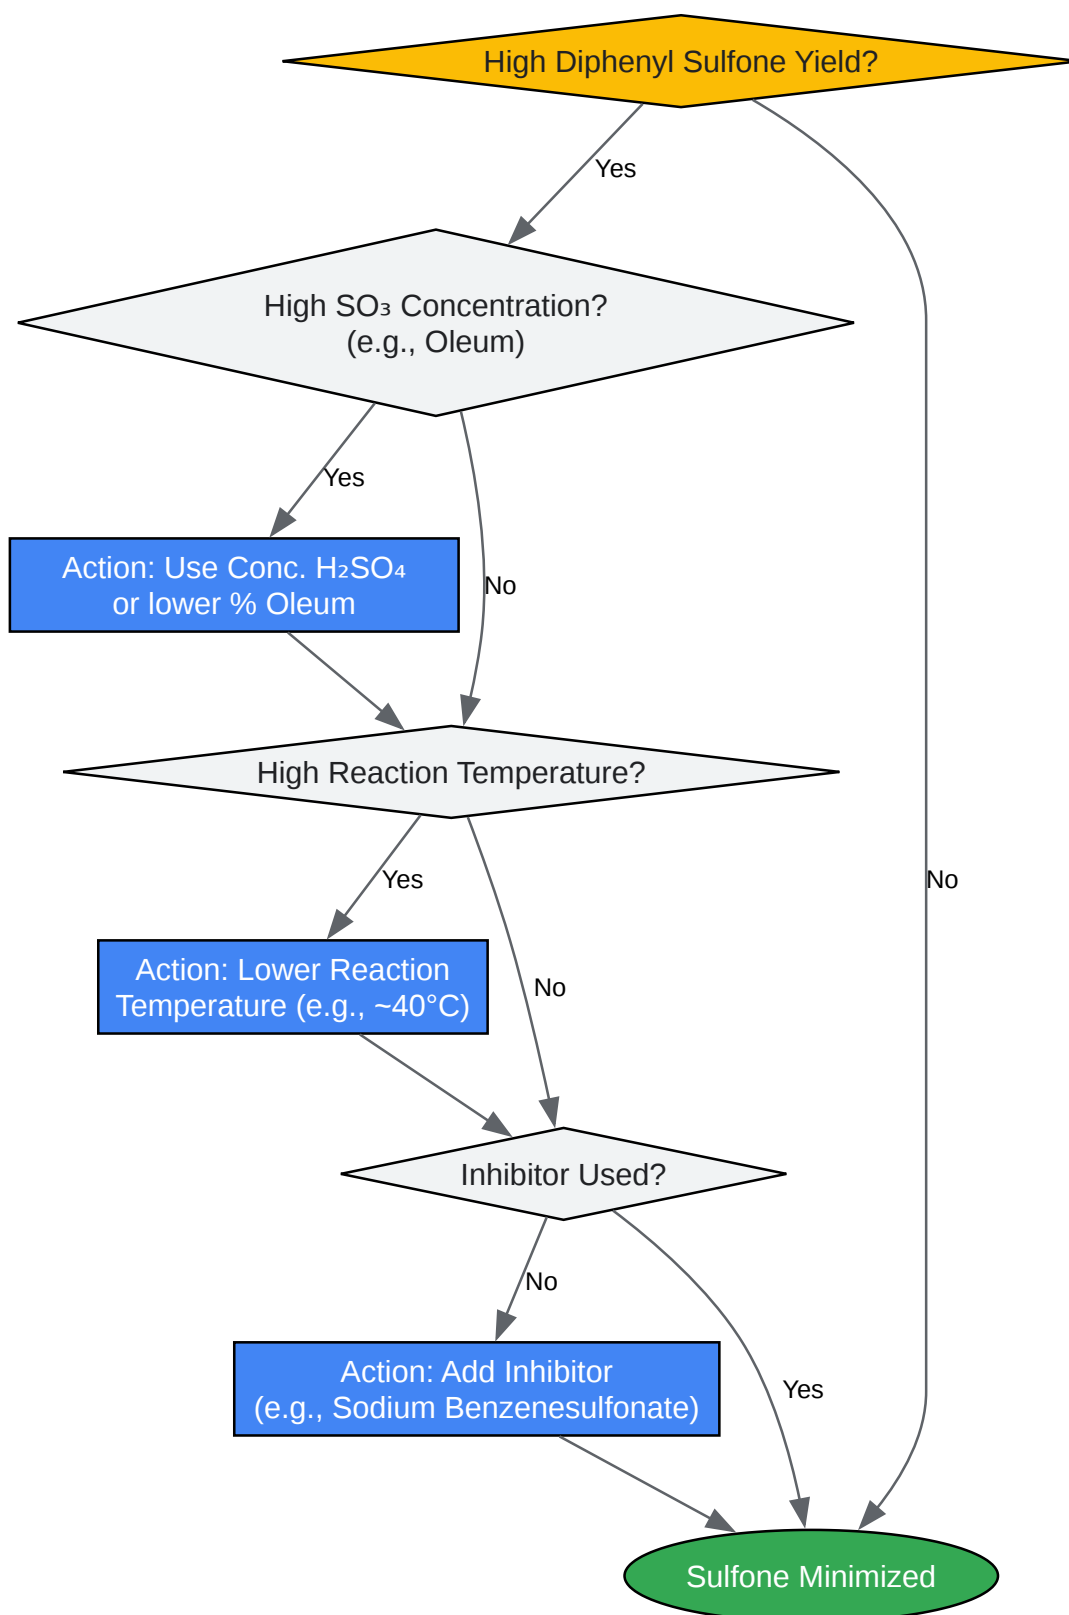 High Diphenyl Sulfone Yield?
Yes
High SO₃ Concentration?
(e.g., Oleum)
Yes
Action: Use Conc. H₂SO₄
or lower % Oleum
No
High Reaction Temperature?
Yes
No
Action: Lower Reaction
Temperature (e.g., ~40°C)
No
Inhibitor Used?
No
Action: Add Inhibitor
(e.g., Sodium Benzenesulfonate)
Yes
Sulfone Minimized